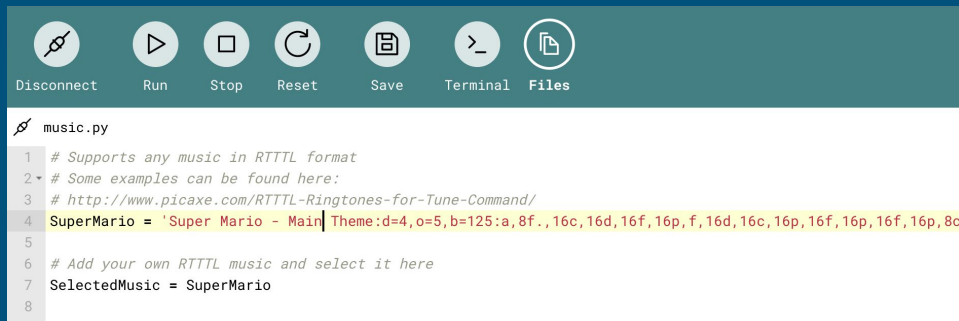 Disconnect Run Stop Reset Save Terminal Files
music.py
1 # Supports any music in RTTTL format
2 # Some examples can be found here:
3 # http://www.picaxe.com/RTTTL-Ringtones-for-Tune-Command/
4 SuperMario = 'Super Mario - Main Theme:d=4,o=5,b=125:a,8f.,16c,16d,16f,16p,f,16d,16c,16p,16f,16p,16f,16p,8c
5
6 # Add your own RTTTL music and select it here
7 SelectedMusic = SuperMario
8